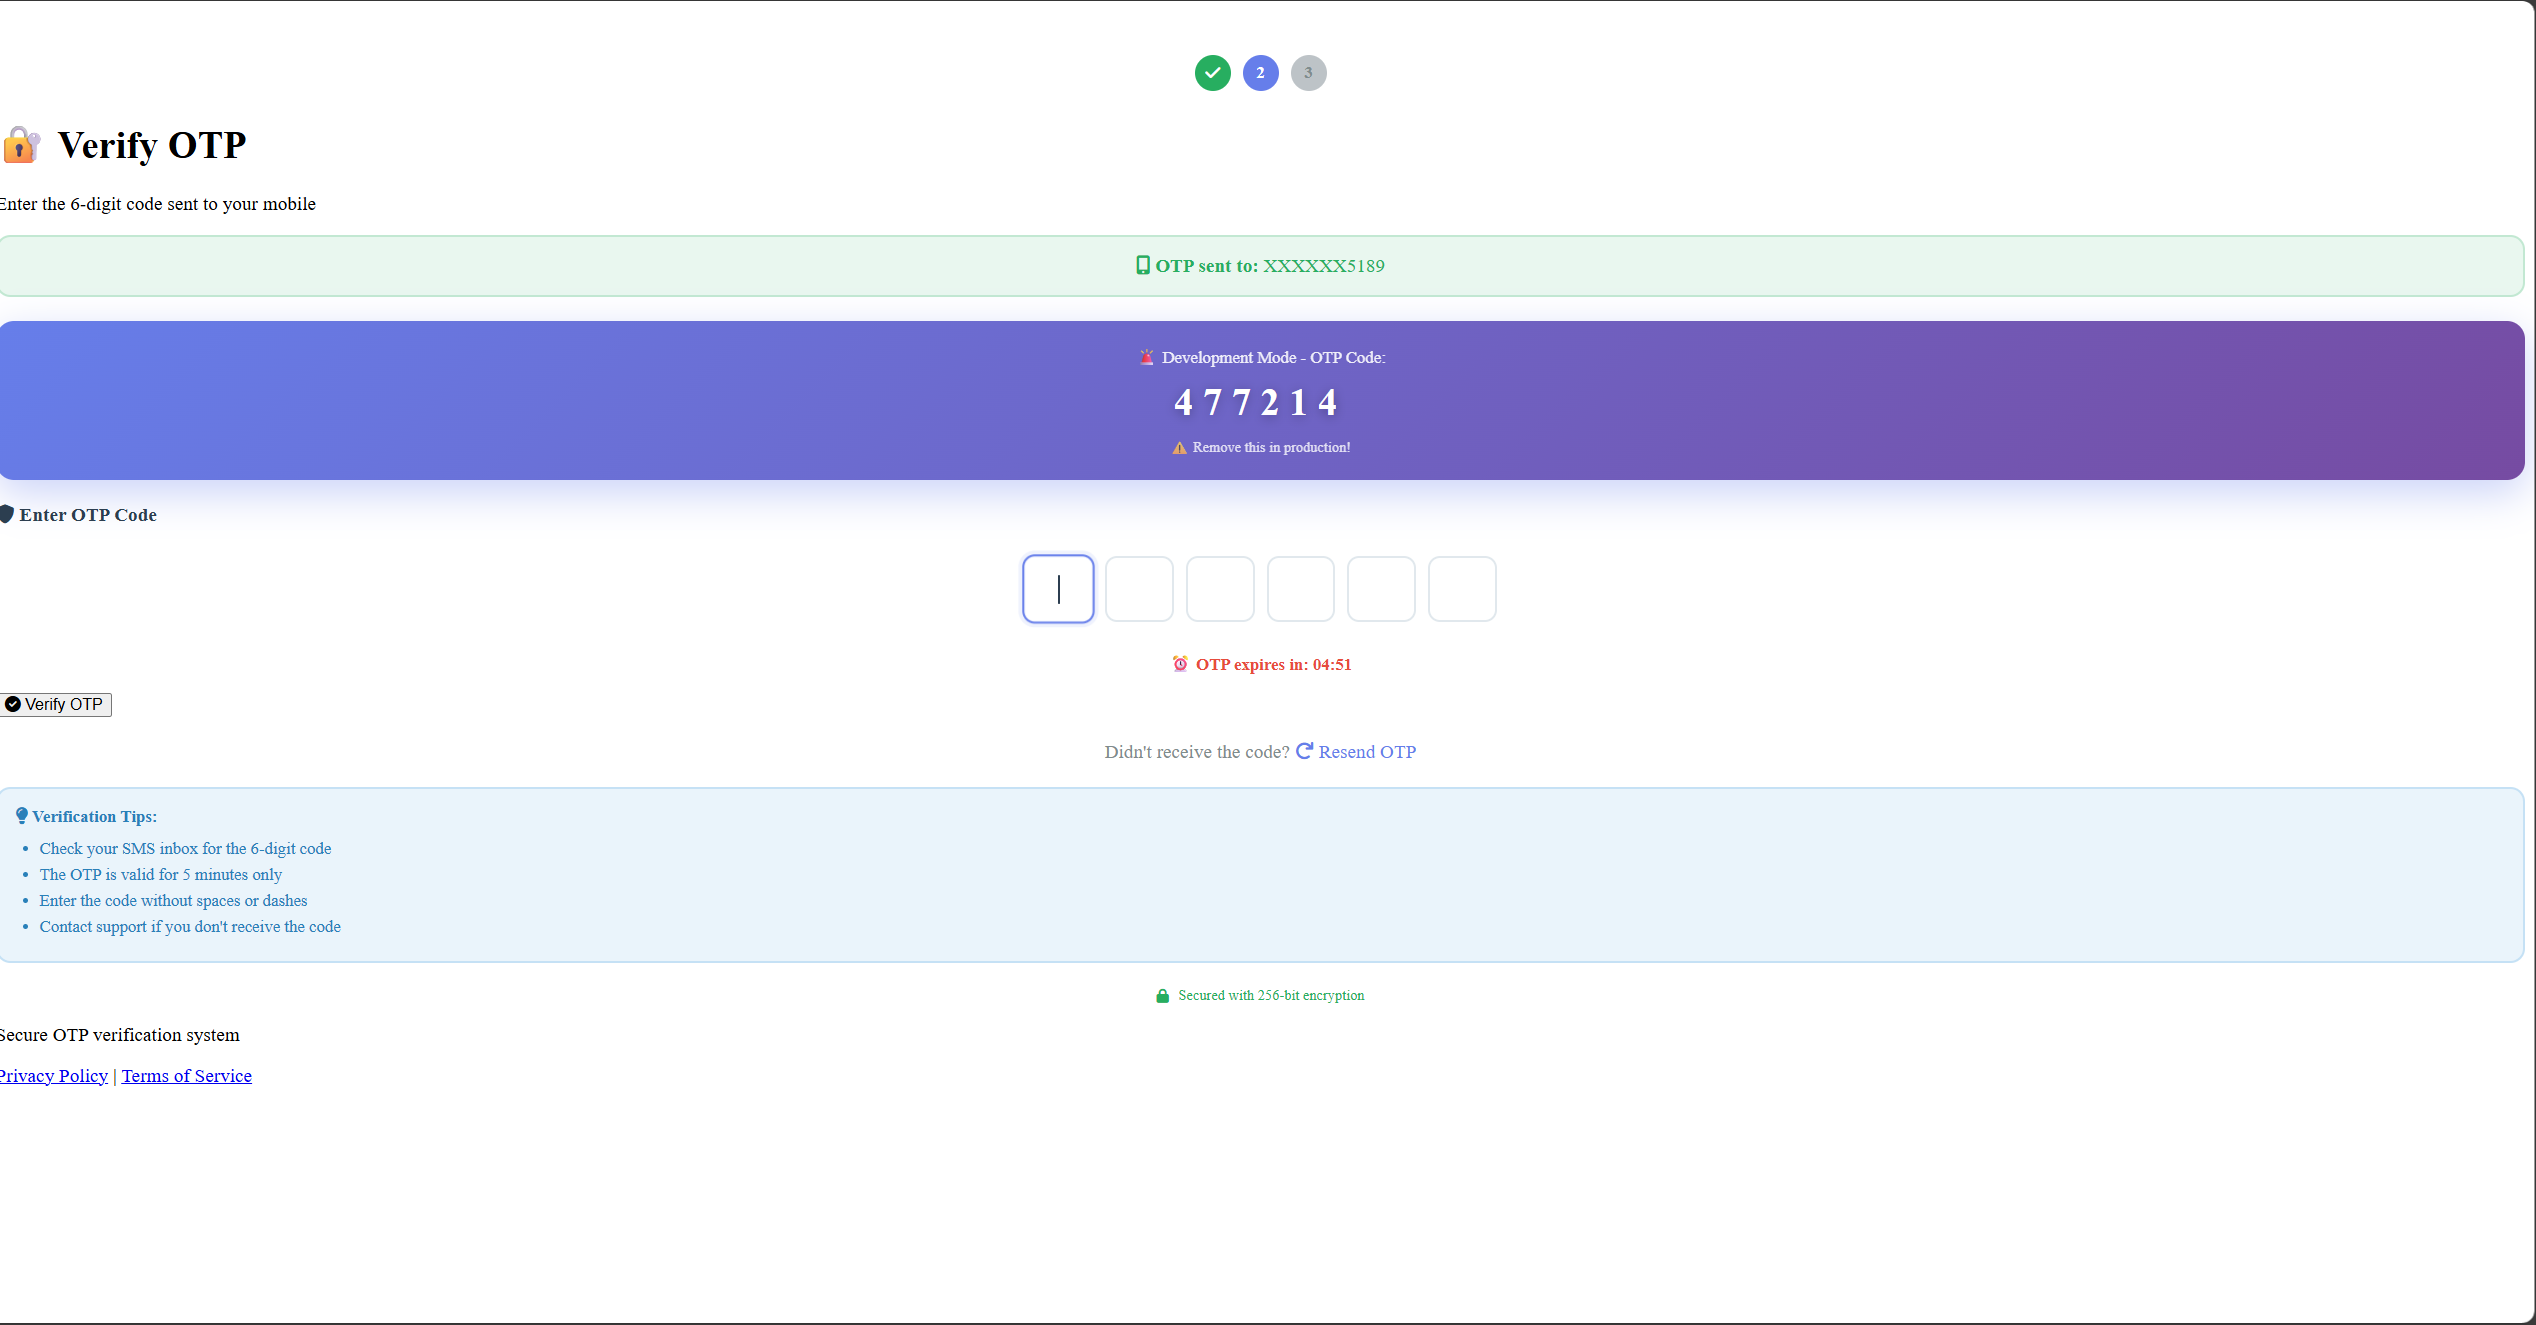 2 3
Verify OTP
Enter the 6-digit code sent to your mobile
OTP sent to: XXXXXX5189
Development Mode - OTP Code:
477214
Remove this in production!
Enter OTP Code
OTP expires in: 04:51
Verify OTP
Didn't receive the code? Resend OTP
Verification Tips:
• Check your SMS inbox for the 6-digit code
• The OTP is valid for 5 minutes only
• Enter the code without spaces or dashes
• Contact support if you don't receive the code
Secured with 256-bit encryption
Secure OTP verification system
Privacy Policy | Terms of Service